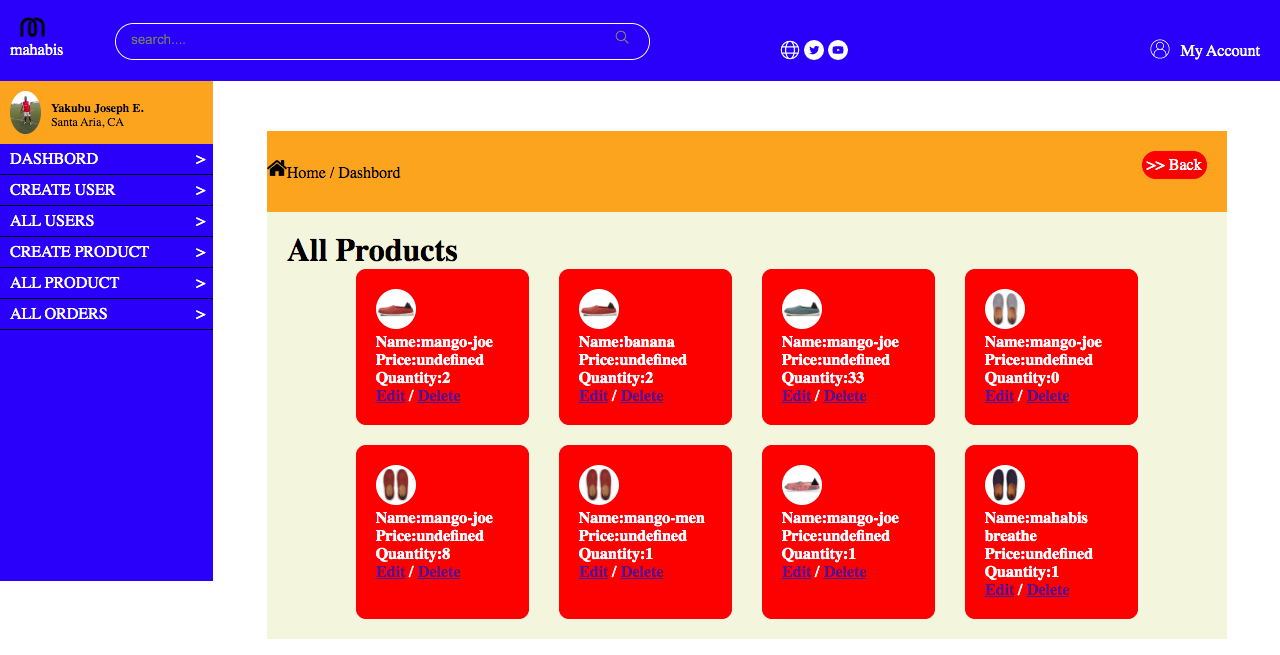 mahabis
search....
My Account
Yakubu Joseph E.
Santa Aria, CA
DASHBORD >
CREATE USER >
ALL USERS >
CREATE PRODUCT >
ALL PRODUCT >
ALL ORDERS >
Home / Dashbord
>> Back
All Products
Name:mango-joe
Price:undefined
Quantity:2
Edit / Delete
Name:banana
Price:undefined
Quantity:2
Edit / Delete
Name:mango-joe
Price:undefined
Quantity:33
Edit / Delete
Name:mango-joe
Price:undefined
Quantity:0
Edit / Delete
Name:mango-joe
Price:undefined
Quantity:8
Edit / Delete
Name:mango-men
Price:undefined
Quantity:1
Edit / Delete
Name:mango-joe
Price:undefined
Quantity:1
Edit / Delete
Name:mahabis
breathe
Price:undefined
Quantity:1
Edit / Delete